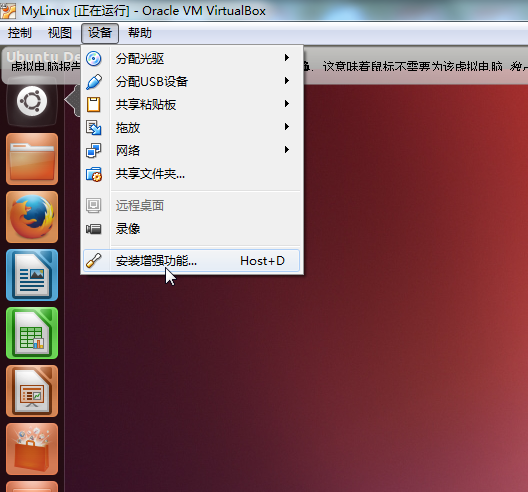 MyLinux [正在运行] - Oracle VM VirtualBox
控制 视图 设备 帮助
Ubuntu De
虚拟机电脑报告
这意味着鼠标不需要为该虚拟电脑
分配光驱
分配USB设备
共享粘贴板
拖放
网络
共享文件夹...
远程桌面
录像
安装增强功能... Host+D